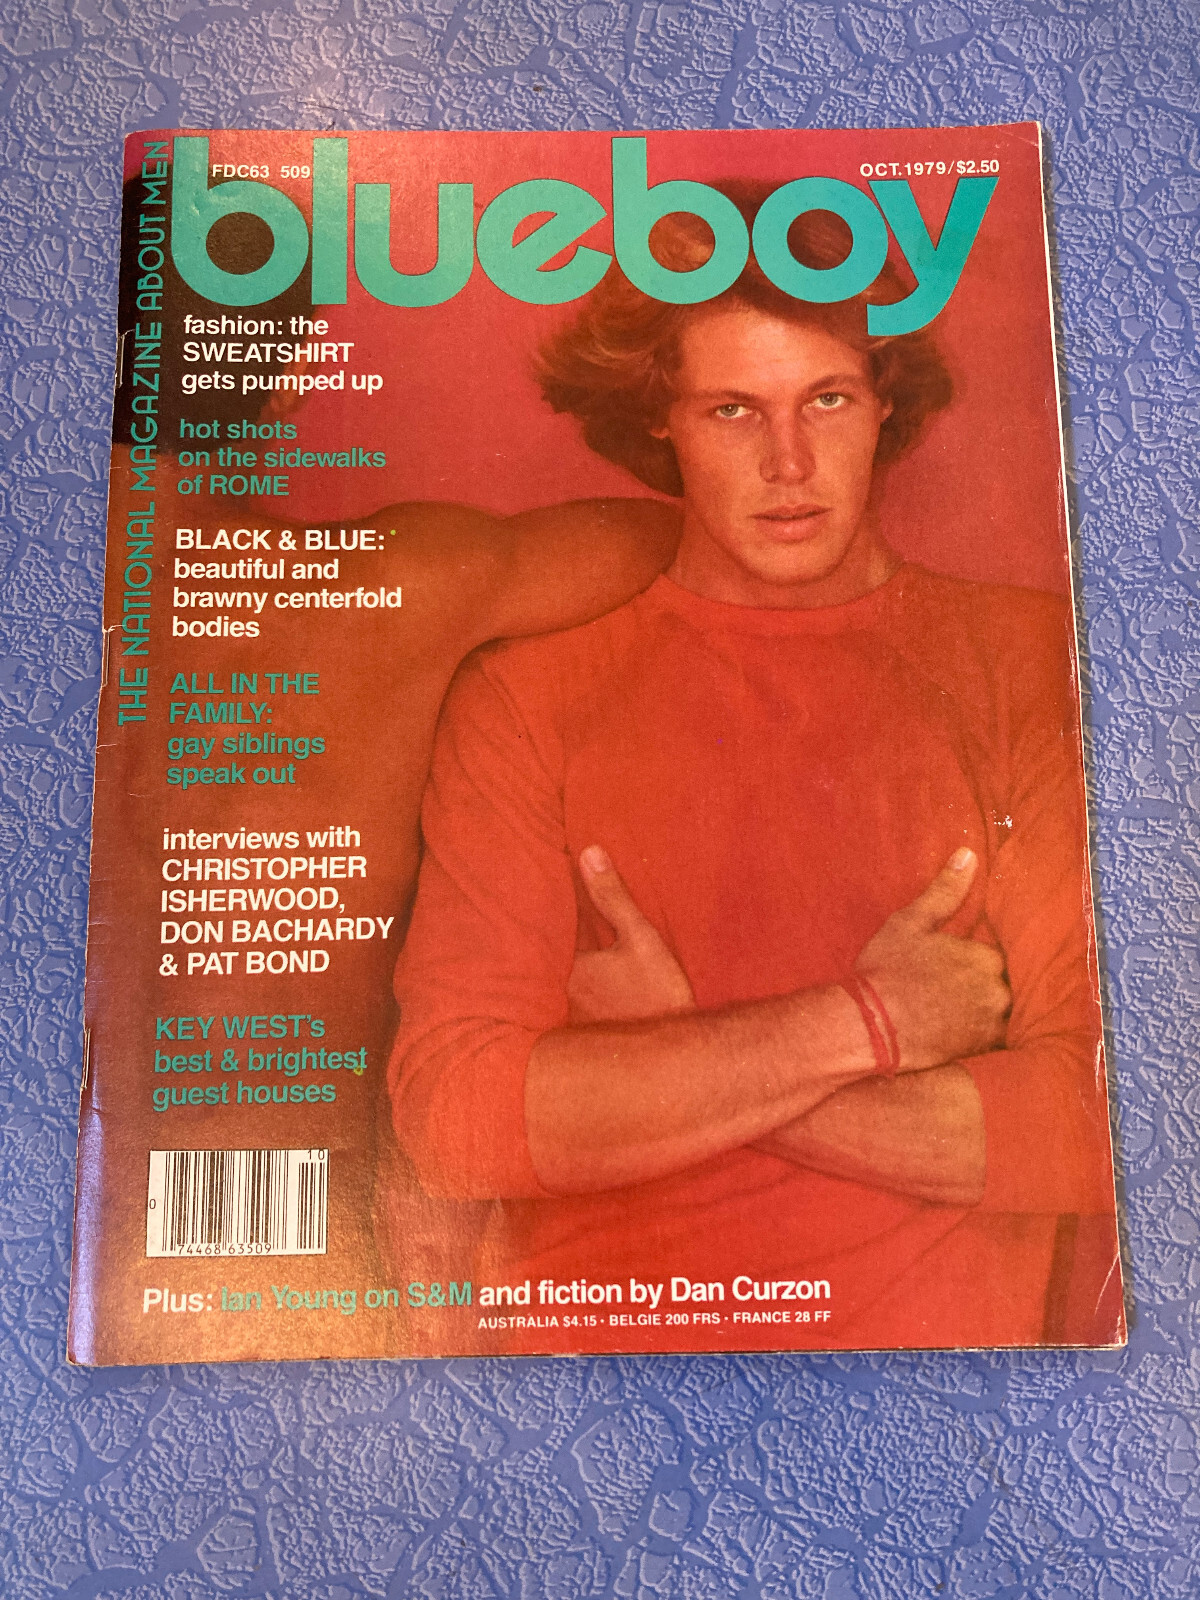 THE NATIONAL MAGAZINE ABOUT MEN
FDC63 509
OCT.1979/$2.50
blueboy
fashion: the
SWEATSHIRT
gets pumped up
hot shots
on the sidewalks
of ROME
BLACK & BLUE:
beautiful and
brawny centerfold
bodies
ALL IN THE
FAMILY:
gay siblings
speak out
interviews with
CHRISTOPHER
ISHERWOOD,
DON BACHARDY
& PAT BOND
KEY WEST's
best & brightest
guest houses
10
0
74468 63509
Plus: Ian Young on S&M and fiction by Dan Curzon
AUSTRALIA $4.15 · BELGIE 200 FRS · FRANCE 28 FF